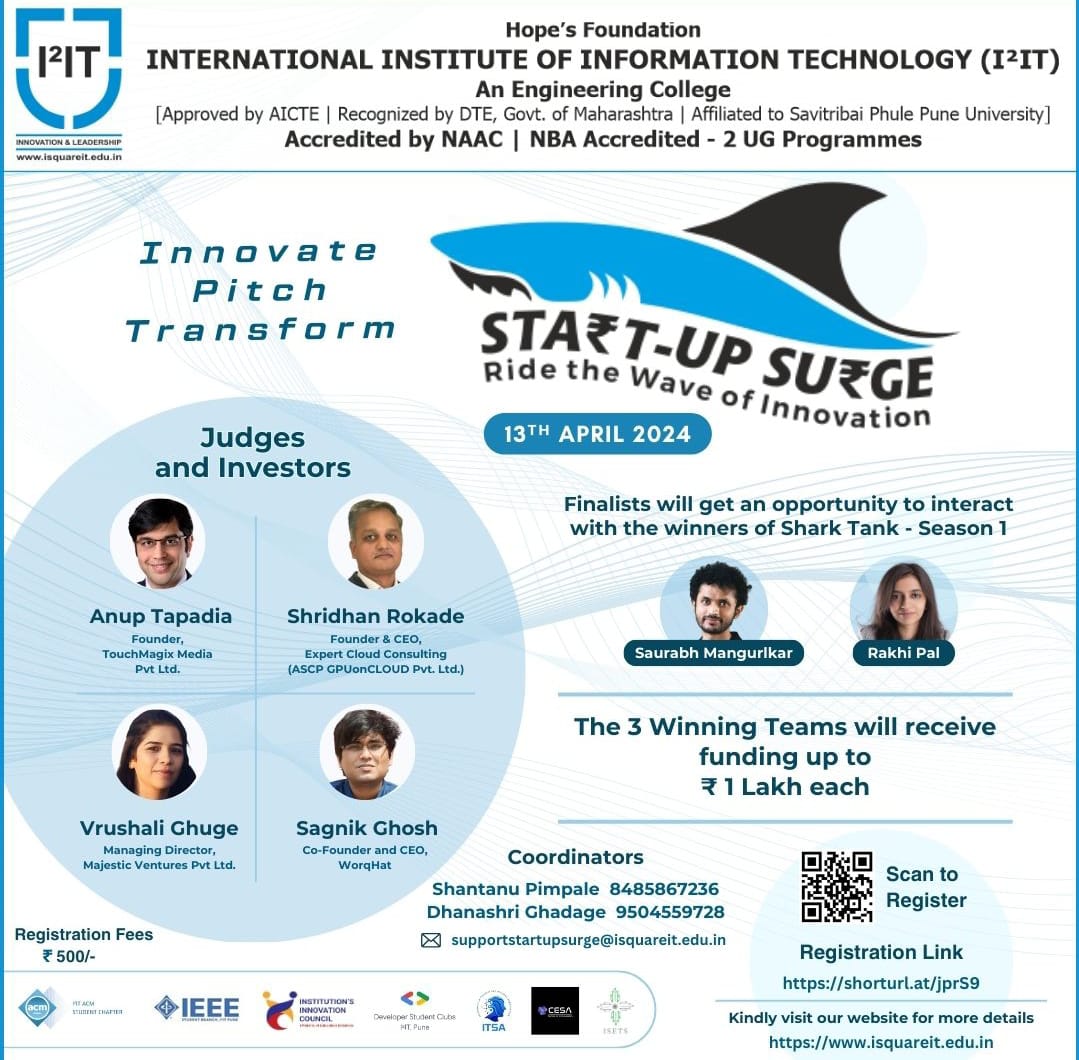 I²IT
INNOVATION & LEADERSHIP
www.isquareit.edu.in
Hope's Foundation
INTERNATIONAL INSTITUTE OF INFORMATION TECHNOLOGY (I²IT)
An Engineering College
[Approved by AICTE | Recognized by DTE, Govt. of Maharashtra | Affiliated to Savitribai Phule Pune University]
Accredited by NAAC | NBA Accredited - 2 UG Programmes
Innovate
Pitch
Transform
STA₹T-UP SU₹GE
Ride the Wave of Innovation
13TH APRIL 2024
Judges
and Investors
Anup Tapadia
Founder,
TouchMagix Media
Pvt Ltd.
Shridhan Rokade
Founder & CEO,
Expert Cloud Consulting
(ASCP GPUonCLOUD Pvt. Ltd.)
Vrushali Ghuge
Managing Director,
Majestic Ventures Pvt Ltd.
Sagnik Ghosh
Co-Founder and CEO,
WorqHat
Finalists will get an opportunity to interact
with the winners of Shark Tank - Season 1
Saurabh Mangurlkar
Rakhi Pal
The 3 Winning Teams will receive
funding up to
₹ 1 Lakh each
Coordinators
Shantanu Pimpale 8485867236
Dhanashri Ghadage 9504559728
supportstartupsurge@isquareit.edu.in
Scan to
Register
Registration Link
https://shorturl.at/jprS9
Kindly visit our website for more details
https://www.isquareit.edu.in
Registration Fees
₹ 500/-
acm
STUDENT CHAPTER
IEEE
INSTITUTION'S
INNOVATION
COUNCIL
Developer Student Clubs
ITSA
CESA
ISETS